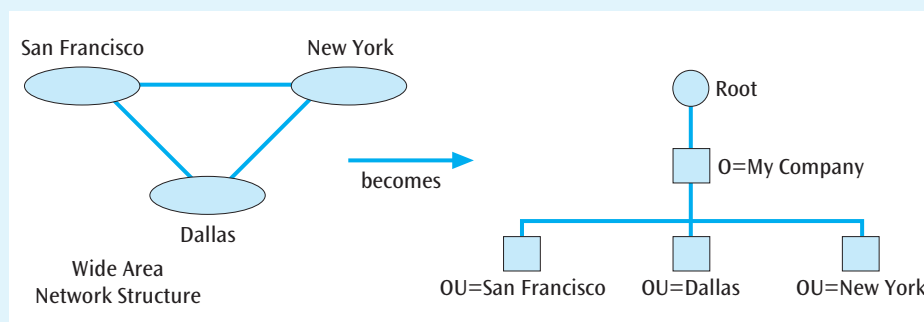 San Francisco
New York
Dallas
Wide Area
Network Structure
becomes
Root
O=My Company
OU=San Francisco
OU=Dallas
OU=New York